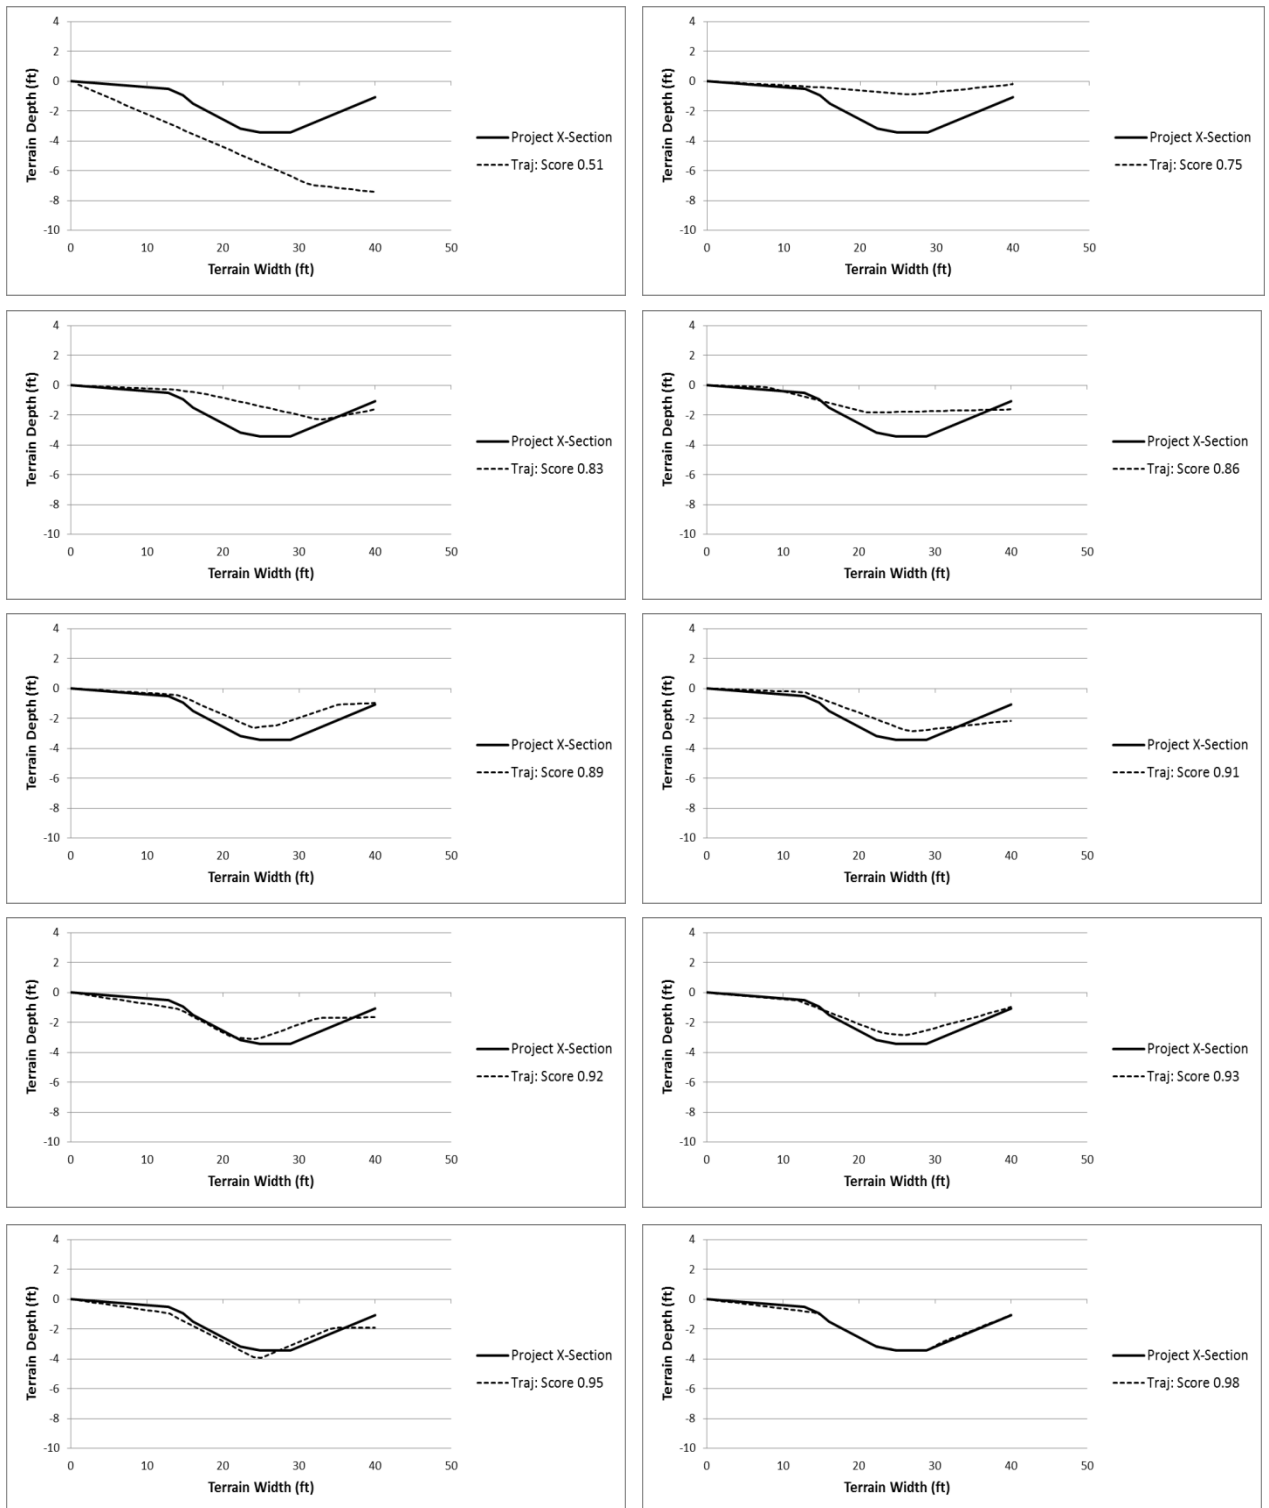 4
2
0
-2
-4
-6
-8
-10
0 10 20 30 40 50
Terrain Depth (ft)
Terrain Width (ft)
Project X-Section
Traj: Score 0.51
4
2
0
-2
-4
-6
-8
-10
0 10 20 30 40 50
Terrain Depth (ft)
Terrain Width (ft)
Project X-Section
Traj: Score 0.75
4
2
0
-2
-4
-6
-8
-10
0 10 20 30 40 50
Terrain Depth (ft)
Terrain Width (ft)
Project X-Section
Traj: Score 0.83
4
2
0
-2
-4
-6
-8
-10
0 10 20 30 40 50
Terrain Depth (ft)
Terrain Width (ft)
Project X-Section
Traj: Score 0.86
4
2
0
-2
-4
-6
-8
-10
0 10 20 30 40 50
Terrain Depth (ft)
Terrain Width (ft)
Project X-Section
Traj: Score 0.89
4
2
0
-2
-4
-6
-8
-10
0 10 20 30 40 50
Terrain Depth (ft)
Terrain Width (ft)
Project X-Section
Traj: Score 0.91
4
2
0
-2
-4
-6
-8
-10
0 10 20 30 40 50
Terrain Depth (ft)
Terrain Width (ft)
Project X-Section
Traj: Score 0.92
4
2
0
-2
-4
-6
-8
-10
0 10 20 30 40 50
Terrain Depth (ft)
Terrain Width (ft)
Project X-Section
Traj: Score 0.93
4
2
0
-2
-4
-6
-8
-10
0 10 20 30 40 50
Terrain Depth (ft)
Terrain Width (ft)
Project X-Section
Traj: Score 0.95
4
2
0
-2
-4
-6
-8
-10
0 10 20 30 40 50
Terrain Depth (ft)
Terrain Width (ft)
Project X-Section
Traj: Score 0.98